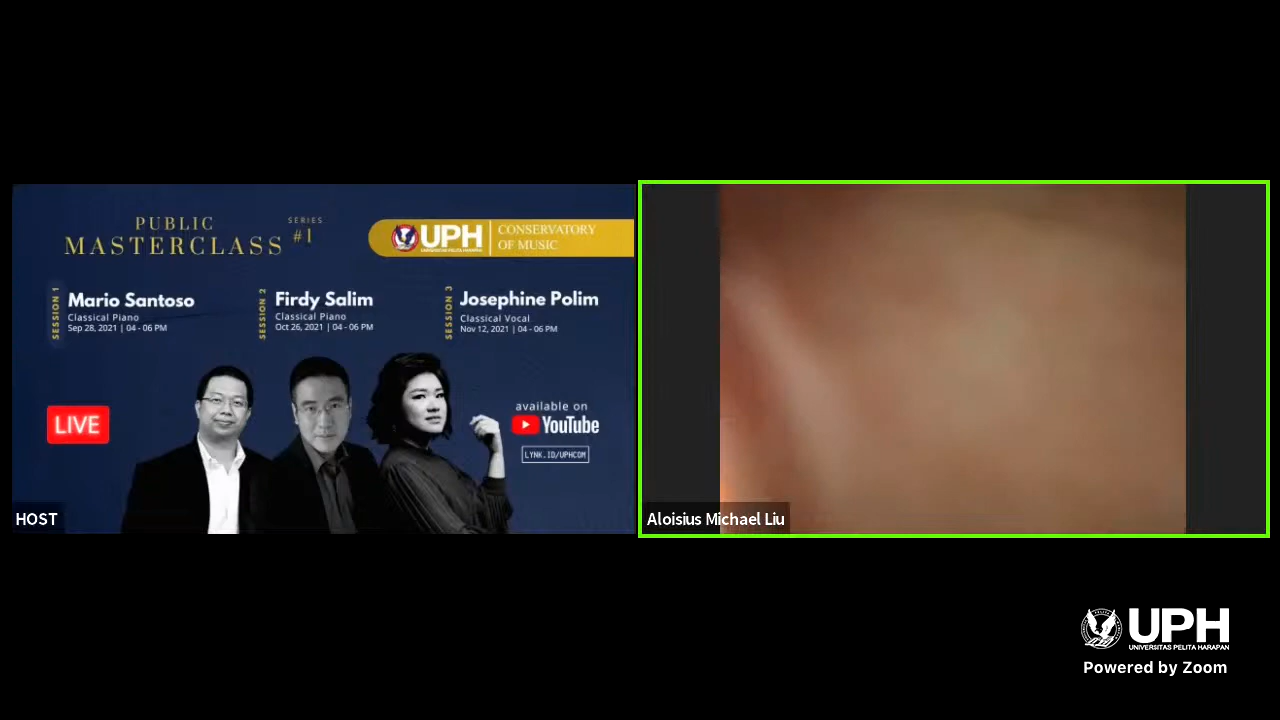 PUBLIC
MASTERCLASS
SERIES
#1
UPH
UNIVERSITAS PELITA HARAPAN
CONSERVATORY
OF MUSIC
SESSION 1
Mario Santoso
Classical Piano
Sep 28, 2021 | 04 - 06 PM
SESSION 2
Firdy Salim
Classical Piano
Oct 26, 2021 | 04 - 06 PM
SESSION 3
Josephine Polim
Classical Vocal
Nov 12, 2021 | 04 - 06 PM
LIVE
available on
YouTube
LYNK.ID/UPHCOM
HOST
Aloisius Michael Liu
UPH
UNIVERSITAS PELITA HARAPAN
Powered by Zoom